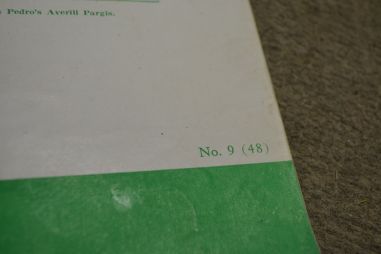 Pedro's Averill Pargis.
No. 9 (48)